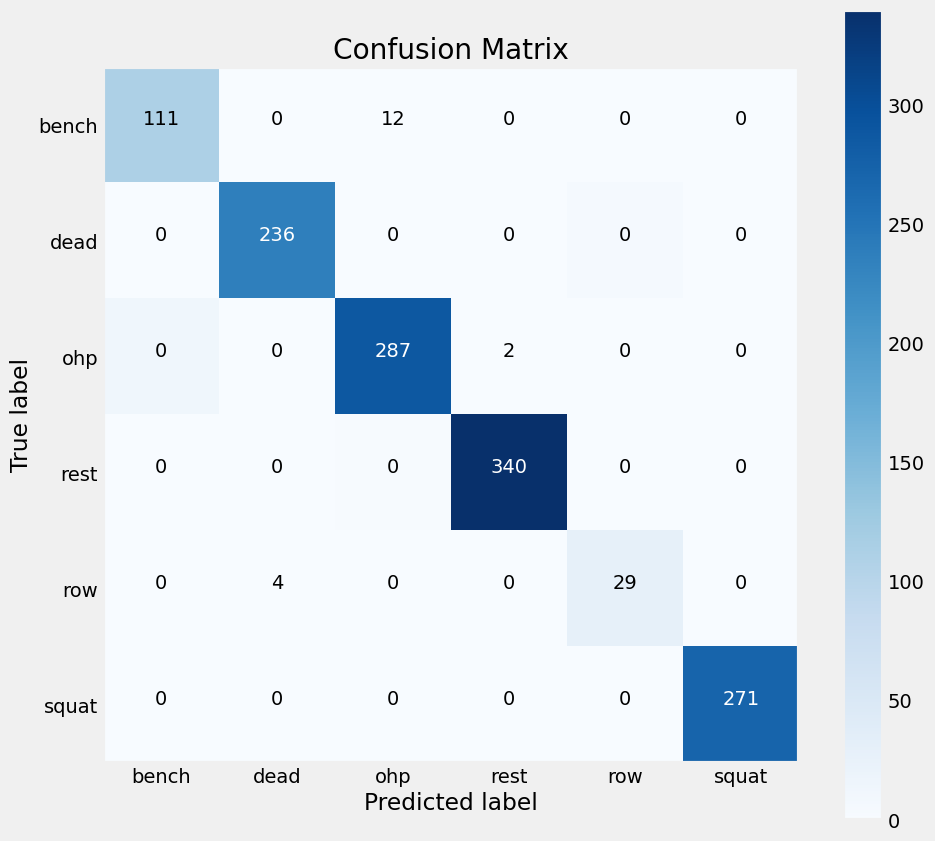 Confusion Matrix
bench 111 0 12 0 0 0
dead 0 236 0 0 0 0
ohp 0 0 287 2 0 0
rest 0 0 0 340 0 0
row 0 4 0 0 29 0
squat 0 0 0 0 0 271
bench dead ohp rest row squat
Predicted label
True label
300
250
200
150
100
50
0